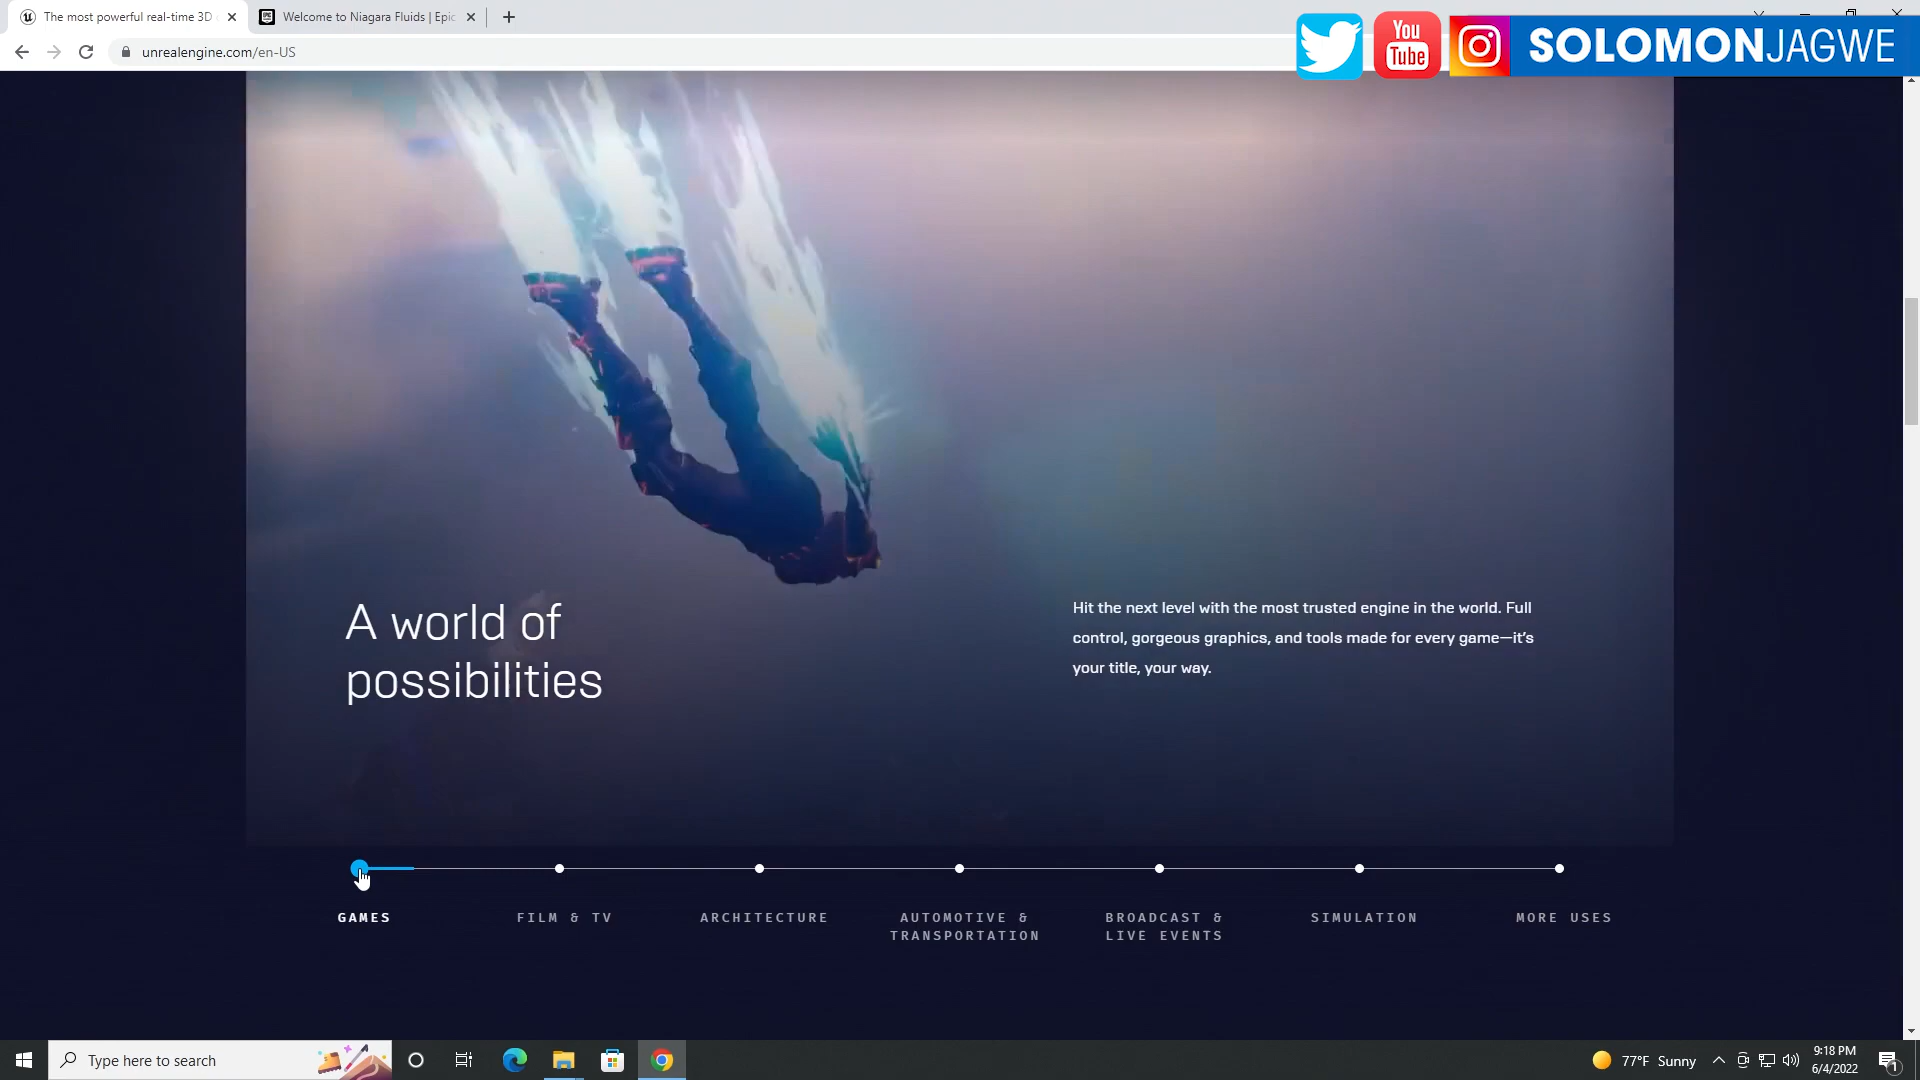 The most powerful real-time 3D
Welcome to Niagara Fluids | Epic
unrealengine.com/en-US
You
Tube
SOLOMONJAGWE
A world of
possibilities
Hit the next level with the most trusted engine in the world. Full
control, gorgeous graphics, and tools made for every game—it's
your title, your way.
GAMES
FILM & TV
ARCHITECTURE
AUTOMOTIVE &
TRANSPORTATION
BROADCAST &
LIVE EVENTS
SIMULATION
MORE USES
Type here to search
77°F Sunny
9:18 PM
6/4/2022
1